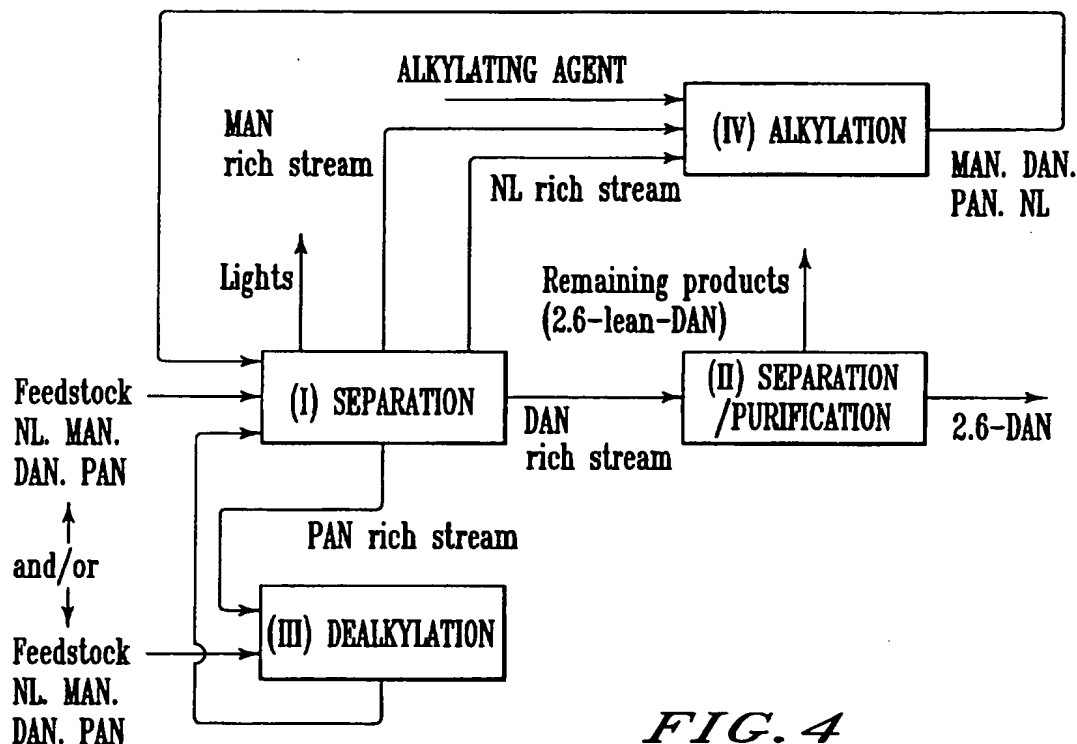 ALKYLATING AGENT
(IV) ALKYLATION
MAN
rich stream
NL rich stream
MAN. DAN.
PAN. NL
Lights
Remaining products
(2.6-lean-DAN)
Feedstock
NL. MAN.
DAN. PAN
(I) SEPARATION
DAN
rich stream
(II) SEPARATION
/PURIFICATION
2.6-DAN
and/or
PAN rich stream
Feedstock
NL. MAN.
DAN. PAN
(III) DEALKYLATION
FIG. 4